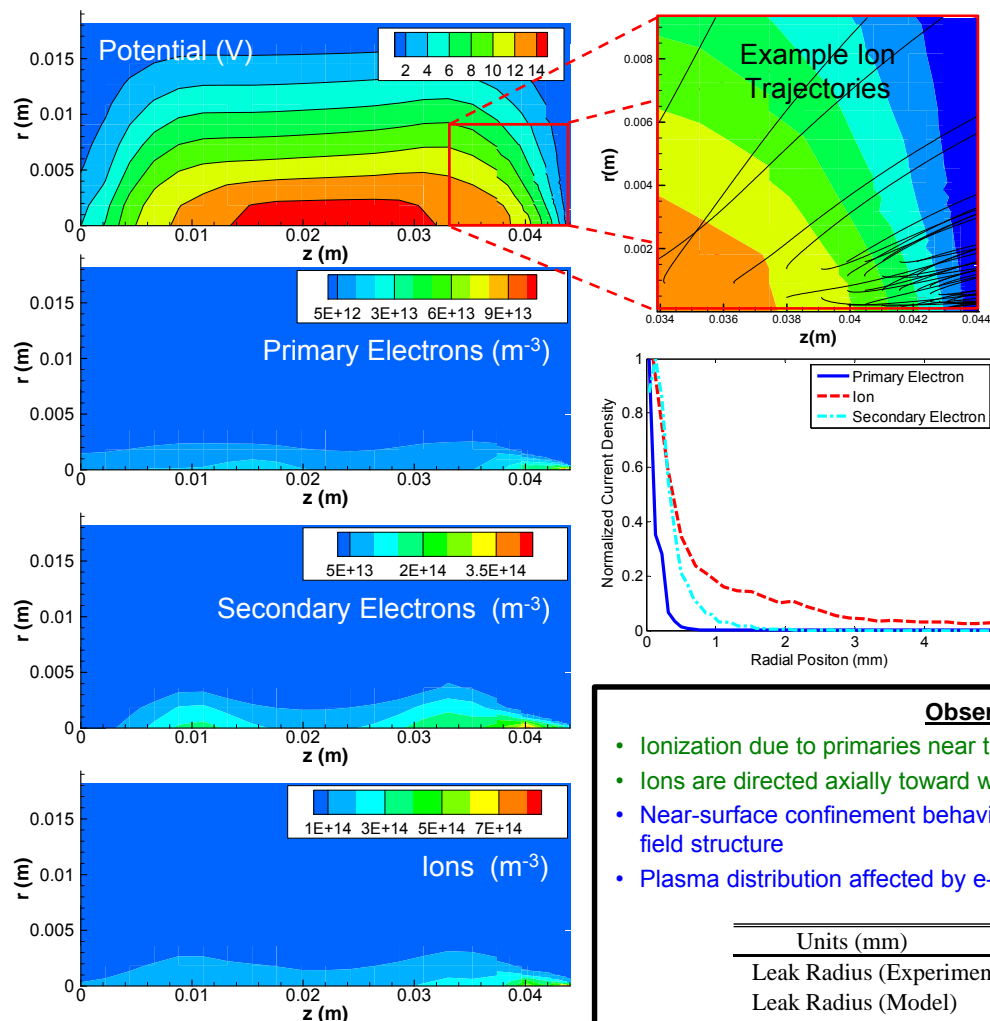 Potential (V)
2 4 6 8 10 12 14
r (m)
0.015
0.01
0.005
0
0 0.01 0.02 0.03 0.04
z (m)
Example Ion
Trajectories
r(m)
0.008
0.006
0.004
0.002
0.034 0.036 0.038 0.04 0.042 0.044
z(m)
5E+12 3E+13 6E+13 9E+13
Primary Electrons (m-3)
r (m)
0.015
0.01
0.005
0
0 0.01 0.02 0.03 0.04
z (m)
Primary Electron
Ion
Secondary Electron
Normalized Current Density
1
0.8
0.6
0.4
0.2
0
0 1 2 3 4
Radial Positon (mm)
5E+13 2E+14 3.5E+14
Secondary Electrons (m-3)
r (m)
0.015
0.01
0.005
0
0 0.01 0.02 0.03 0.04
z (m)
1E+14 3E+14 5E+14 7E+14
Ions (m-3)
r (m)
0.015
0.01
0.005
0
0 0.01 0.02 0.03 0.04
z (m)
Obser
• Ionization due to primaries near t
• Ions are directed axially toward w
• Near-surface confinement behavi
field structure
• Plasma distribution affected by e-
Units (mm)
Leak Radius (Experimen
Leak Radius (Model)